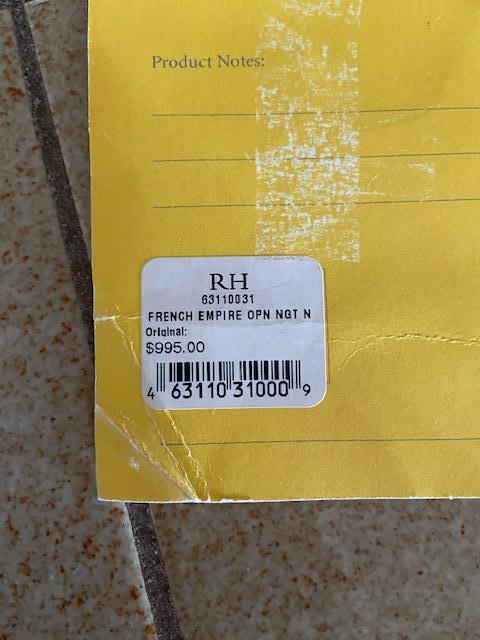 Product Notes:
RH
63110031
FRENCH EMPIRE OPN NGT N
Original:
$995.00
4 63110 31000 9